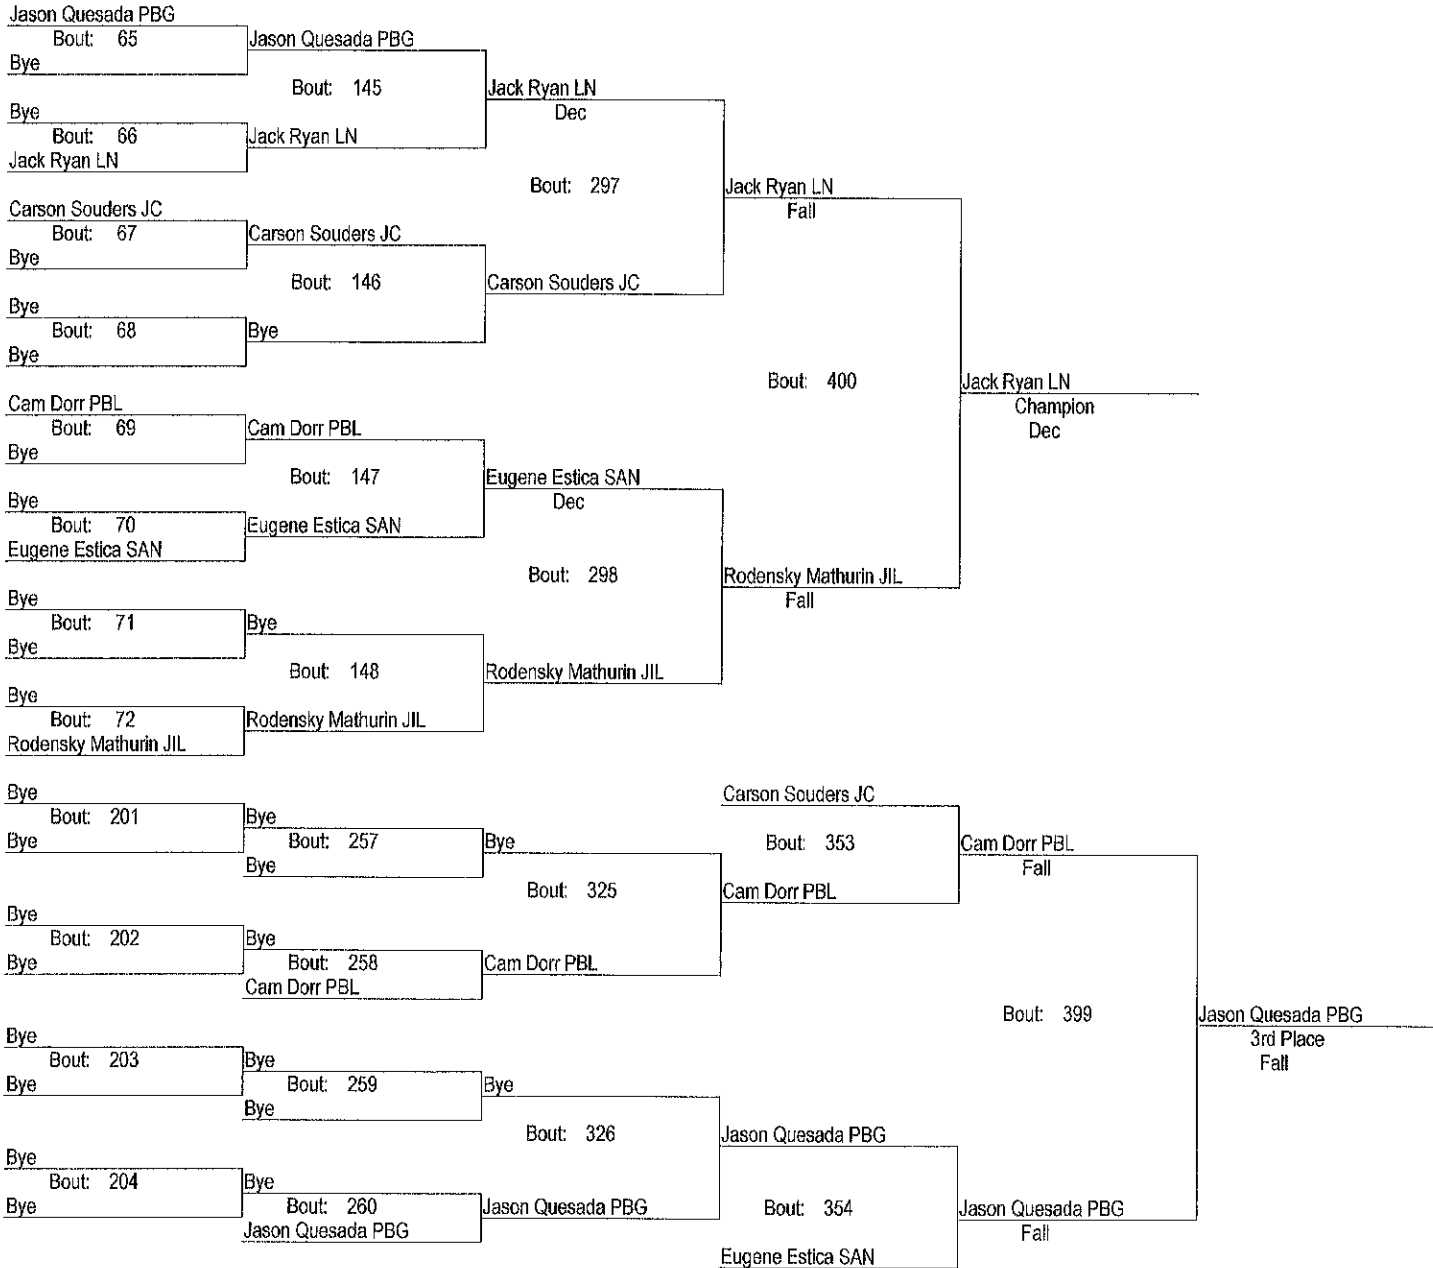 Jason Quesada PBG
Bout: 65
Bye
Jason Quesada PBG
Bout: 145
Bye
Bout: 66
Jack Ryan LN
Jack Ryan LN
Jack Ryan LN
Dec
Bout: 297
Carson Souders JC
Bout: 67
Bye
Carson Souders JC
Bout: 146
Bye
Bout: 68
Bye
Bye
Carson Souders JC
Jack Ryan LN
Fall
Bout: 400
Cam Dorr PBL
Bout: 69
Bye
Cam Dorr PBL
Bout: 147
Bye
Bout: 70
Eugene Estica SAN
Eugene Estica SAN
Eugene Estica SAN
Dec
Bout: 298
Bye
Bout: 71
Bye
Bye
Bout: 148
Bye
Bout: 72
Rodensky Mathurin JIL
Rodensky Mathurin JIL
Rodensky Mathurin JIL
Rodensky Mathurin JIL
Fall
Jack Ryan LN
Champion
Dec
Bye
Bout: 201
Bye
Bye
Bout: 257
Bye
Bye
Bout: 325
Bye
Bout: 202
Bye
Bye
Bout: 258
Cam Dorr PBL
Cam Dorr PBL
Carson Souders JC
Bout: 353
Cam Dorr PBL
Cam Dorr PBL
Fall
Bout: 399
Bye
Bout: 203
Bye
Bye
Bout: 259
Bye
Bye
Bout: 326
Bye
Bout: 204
Bye
Bye
Bout: 260
Jason Quesada PBG
Jason Quesada PBG
Jason Quesada PBG
Bout: 354
Eugene Estica SAN
Jason Quesada PBG
Fall
Jason Quesada PBG
3rd Place
Fall